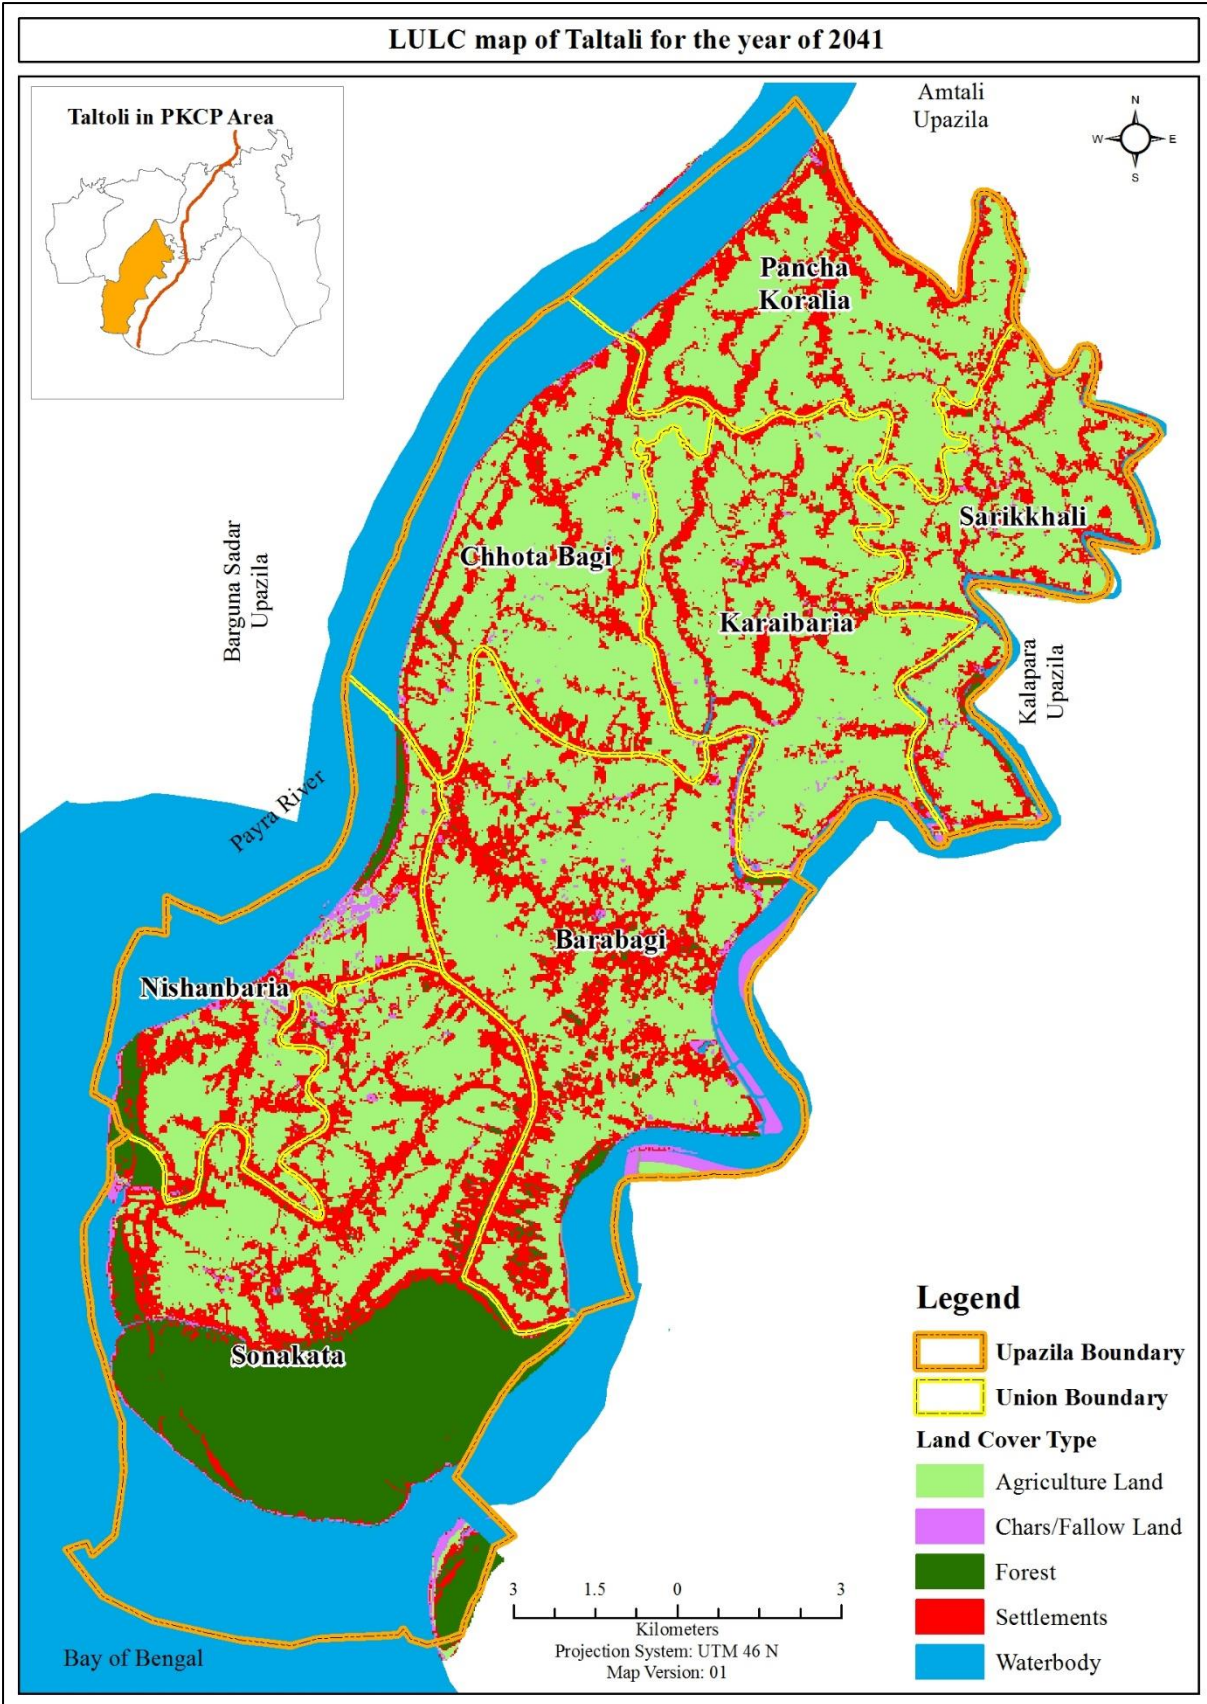 LULC map of Taltali for the year of 2041
Taltoli in PKCP Area
Amtali
Upazila
N
W
E
S
Pancha
Koralia
Sarikkhali
Chhota Bagi
Barguna Sadar
Upazila
Karaibaria
Kalapara
Upazila
Payra River
Barabagi
Nishanbaria
Sonakata
Legend
Upazila Boundary
Union Boundary
Land Cover Type
Agriculture Land
Chars/Fallow Land
Forest
Settlements
Waterbody
3 1.5 0 3
Kilometers
Projection System: UTM 46 N
Map Version: 01
Bay of Bengal